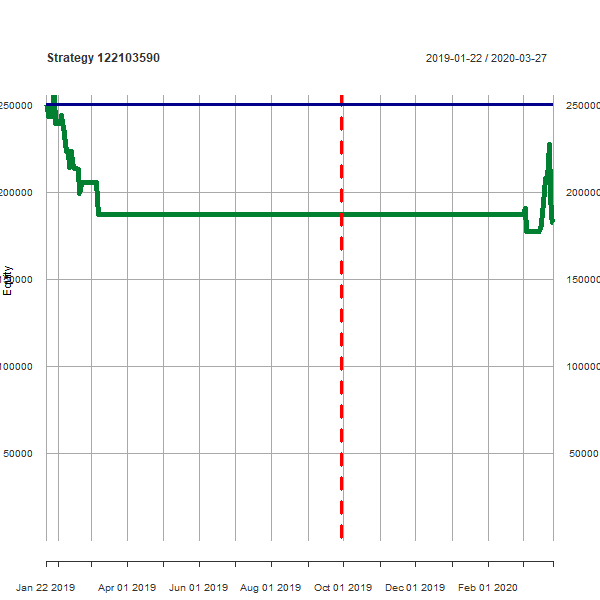 Strategy 122103590
2019-01-22 / 2020-03-27
250000
250000
200000
200000
Equity
150000
150000
100000
100000
50000
50000
Jan 22 2019
Apr 01 2019
Jun 01 2019
Aug 01 2019
Oct 01 2019
Dec 01 2019
Feb 01 2020